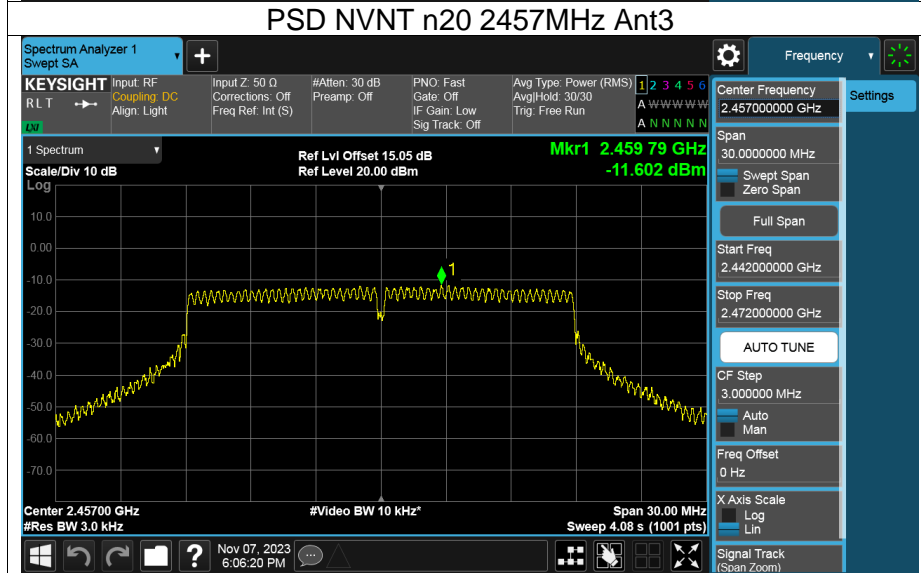 PSD NVNT n20 2457MHz Ant3
Spectrum Analyzer 1
Swept SA
+
Frequency
KEYSIGHT
RLT
LXI
Input: RF
Coupling: DC
Align: Light
Input Z: 50 Ω
Corrections: Off
Freq Ref: Int (S)
#Atten: 30 dB
Preamp: Off
PNO: Fast
Gate: Off
IF Gain: Low
Sig Track: Off
Avg Type: Power (RMS)
Avg|Hold: 30/30
Trig: Free Run
1 2 3 4 5 6
A W W W W W
A N N N N N
Center Frequency
2.457000000 GHz
Settings
1 Spectrum
Scale/Div 10 dB
Log
Ref Lvl Offset 15.05 dB
Ref Level 20.00 dBm
Mkr1 2.459 79 GHz
-11.602 dBm
10.0
0.00
-10.0
-20.0
-30.0
-40.0
-50.0
-60.0
-70.0
1
Span
30.0000000 MHz
Swept Span
Zero Span
Full Span
Start Freq
2.442000000 GHz
Stop Freq
2.472000000 GHz
AUTO TUNE
CF Step
3.000000 MHz
Auto
Man
Freq Offset
0 Hz
X Axis Scale
Log
Lin
Signal Track
(Span Zoom)
Center 2.45700 GHz
#Res BW 3.0 kHz
#Video BW 10 kHz*
Span 30.00 MHz
Sweep 4.08 s (1001 pts)
?
Nov 07, 2023
6:06:20 PM